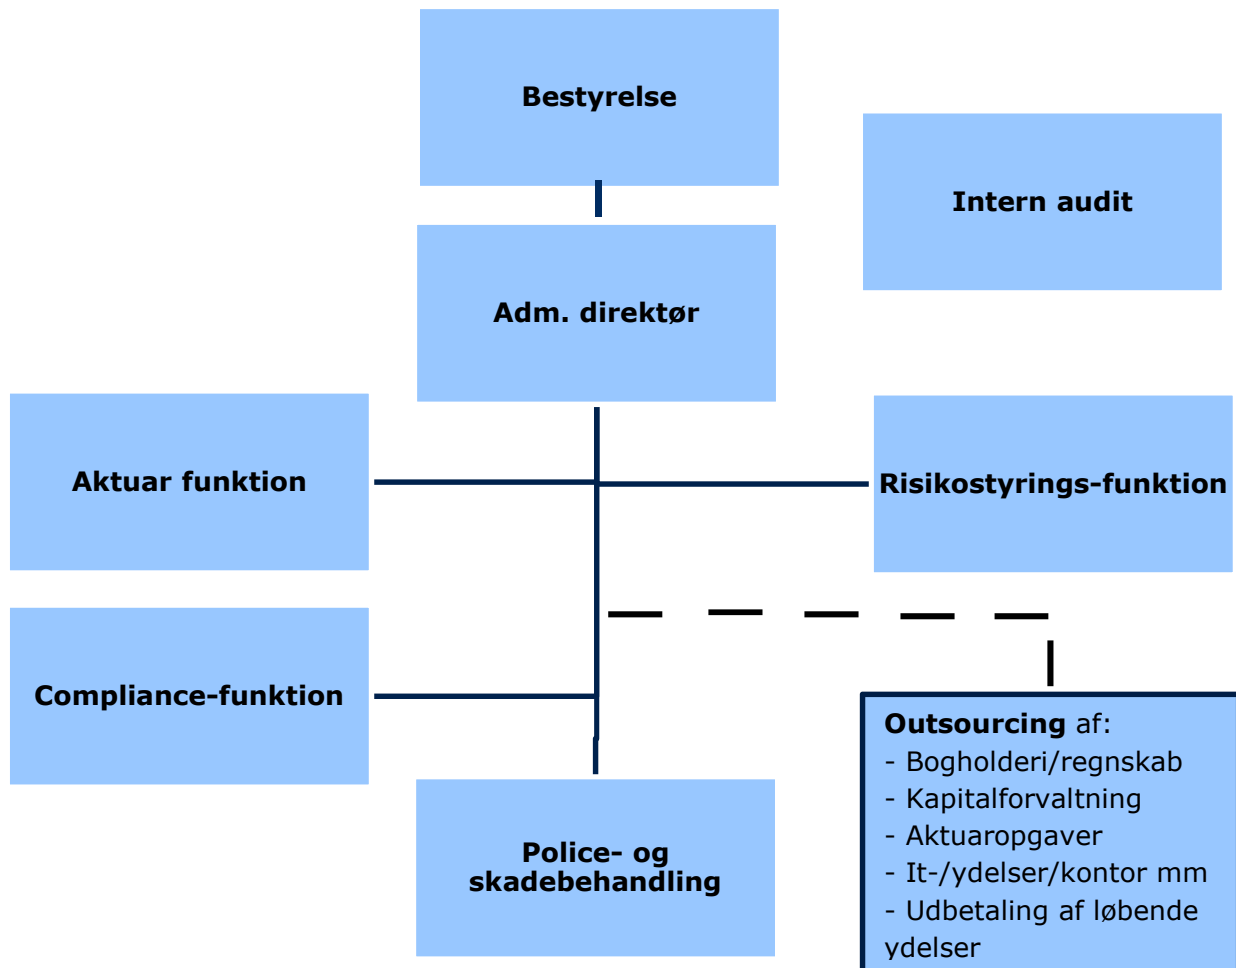 Bestyrelse
Intern audit
Adm. direktør
Aktuar funktion
Risikostyrings-funktion
Compliance-funktion
Police- og
skadebehandling
Outsourcing af:
- Bogholderi/regnskab
- Kapitalforvaltning
- Aktuaropgaver
- It-/ydelser/kontor mm
- Udbetaling af løbende
ydelser